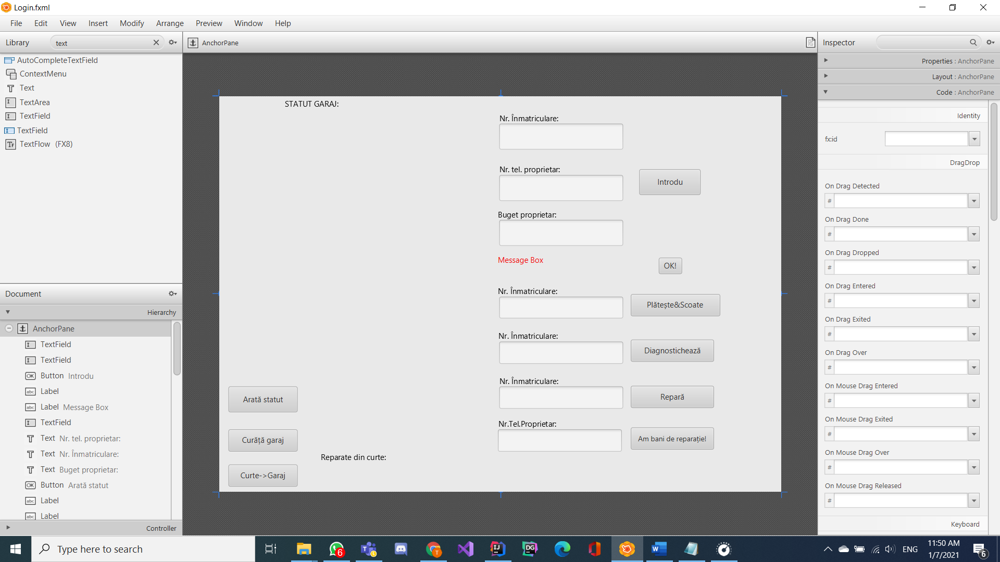 Login.fxml
File Edit View Insert Modify Arrange Preview Window Help
Library text
AutoCompleteTextField
ContextMenu
Text
TextArea
TextField
TextField
TextFlow (FX8)
Document
Hierarchy
AnchorPane
TextField
TextField
Button Introdu
Label
Label Message Box
TextField
Text Nr. tel. proprietar:
Text Nr. Înmatriculare:
Text Buget proprietar:
Button Arată statut
Label
Label
Controller
AnchorPane
STATUT GARAJ:
Nr. Înmatriculare:
Nr. tel. proprietar:
Introdu
Buget proprietar:
Message Box
OK!
Nr. Înmatriculare:
Plătește&Scoate
Nr. Înmatriculare:
Diagnostichează
Nr. Înmatriculare:
Arată statut
Repară
Nr.Tel.Proprietar:
Curăță garaj
Am bani de reparație!
Reparate din curte:
Curte->Garaj
Inspector
Properties : AnchorPane
Layout : AnchorPane
Code : AnchorPane
Identity
fx:id
DragDrop
On Drag Detected
#
On Drag Done
#
On Drag Dropped
#
On Drag Entered
#
On Drag Exited
#
On Drag Over
#
On Mouse Drag Entered
#
On Mouse Drag Exited
#
On Mouse Drag Over
#
On Mouse Drag Released
#
Keyboard
Type here to search
6
IJ
DG
W
T
ENG
11:50 AM
1/7/2021
6